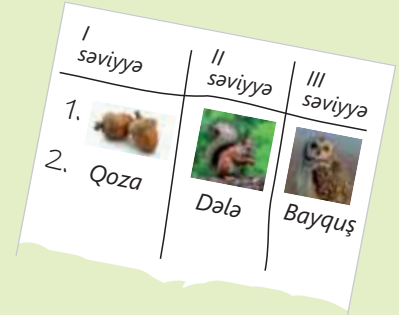 I səviyyə
II səviyyə
III səviyyə
1.
2. Qoza
Dələ
Bayquş